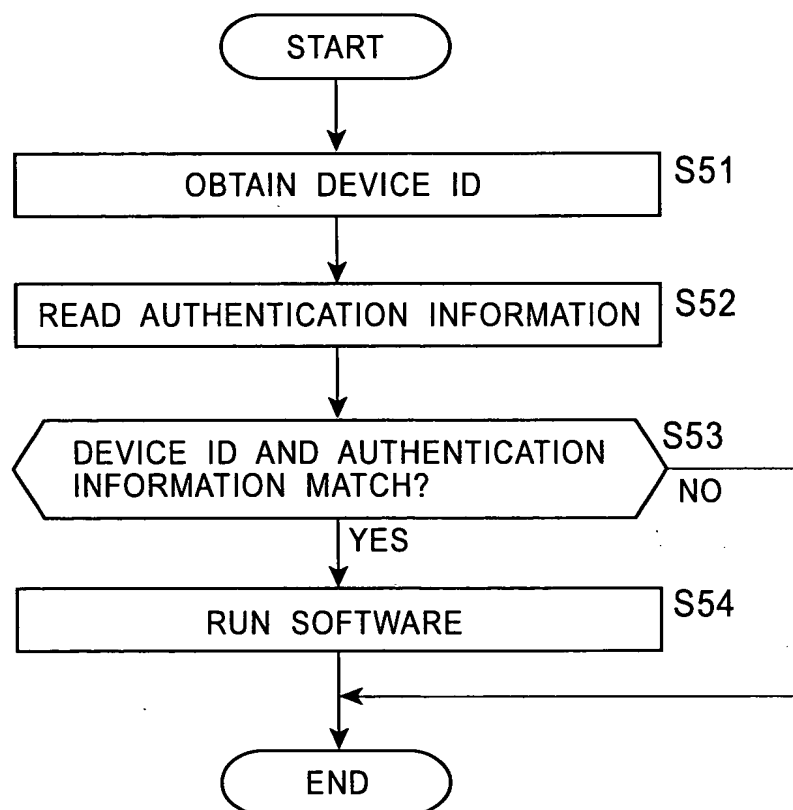 START
OBTAIN DEVICE ID
S51
READ AUTHENTICATION INFORMATION
S52
DEVICE ID AND AUTHENTICATION
INFORMATION MATCH?
S53
NO
YES
RUN SOFTWARE
S54
END